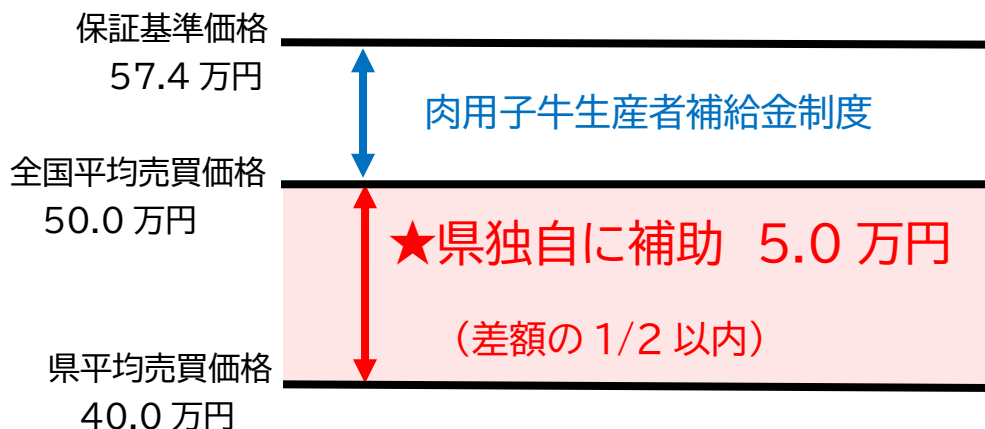 保証基準価格
57.4 万円
肉用子牛生産者補給金制度
全国平均売買価格
50.0 万円
★県独自に補助 5.0 万円
（差額の 1/2 以内）
県平均売買価格
40.0 万円